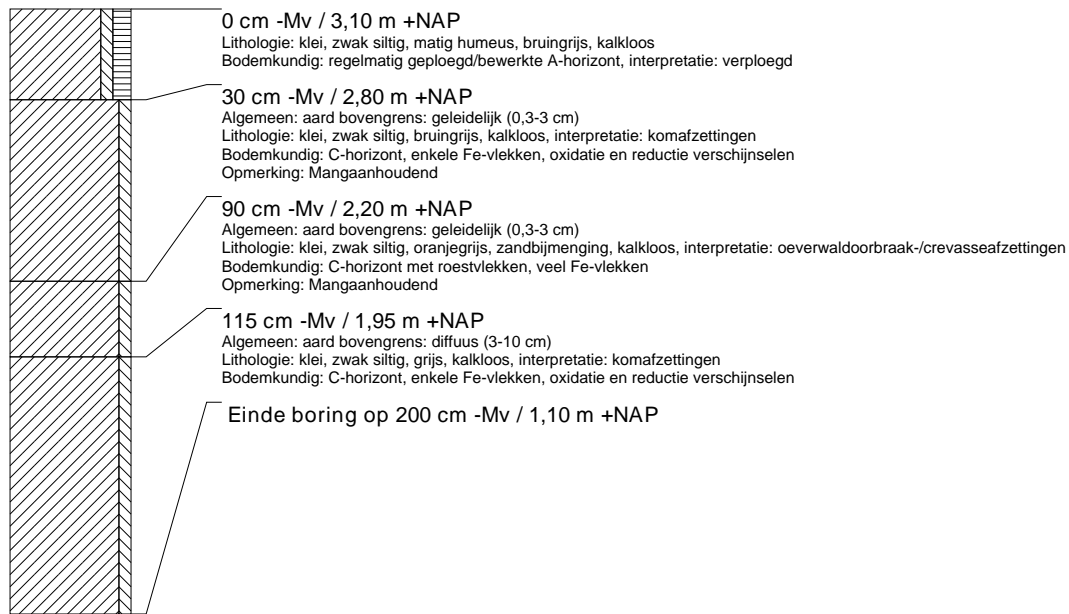 0 cm -Mv / 3,10 m +NAP
Lithologie: klei, zwak siltig, matig humeus, bruingrijs, kalkloos
Bodemkundig: regelmatig geploegd/bewerkte A-horizont, interpretatie: verploegd
30 cm -Mv / 2,80 m +NAP
Algemeen: aard bovengrens: geleidelijk (0,3-3 cm)
Lithologie: klei, zwak siltig, bruingrijs, kalkloos, interpretatie: komafzettingen
Bodemkundig: C-horizont, enkele Fe-vlekken, oxidatie en reductie verschijnselen
Opmerking: Mangaanhoudend
90 cm -Mv / 2,20 m +NAP
Algemeen: aard bovengrens: geleidelijk (0,3-3 cm)
Lithologie: klei, zwak siltig, oranjegrijs, zandbijmenging, kalkloos, interpretatie: oeverwaldoorbraak-/crevasseafzettingen
Bodemkundig: C-horizont met roestvlekken, veel Fe-vlekken
Opmerking: Mangaanhoudend
115 cm -Mv / 1,95 m +NAP
Algemeen: aard bovengrens: diffuus (3-10 cm)
Lithologie: klei, zwak siltig, grijs, kalkloos, interpretatie: komafzettingen
Bodemkundig: C-horizont, enkele Fe-vlekken, oxidatie en reductie verschijnselen
Einde boring op 200 cm -Mv / 1,10 m +NAP